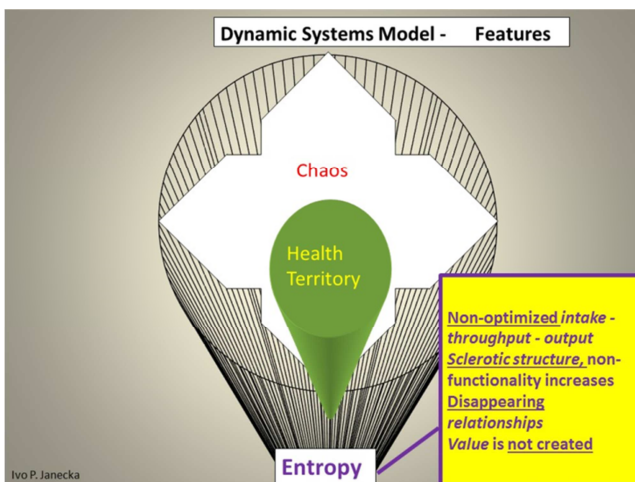 Dynamic Systems Model - Features
Chaos
Health
Territory
Non-optimized intake -
throughput - output
Sclerotic structure, non-
functionality increases
Disappearing
relationships
Value is not created
Entropy
Ivo P. Janecka